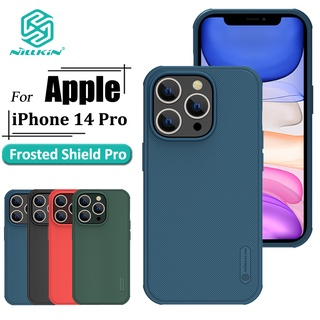 NiLLKiN
For Apple
iPhone 14 Pro
Frosted Shield Pro